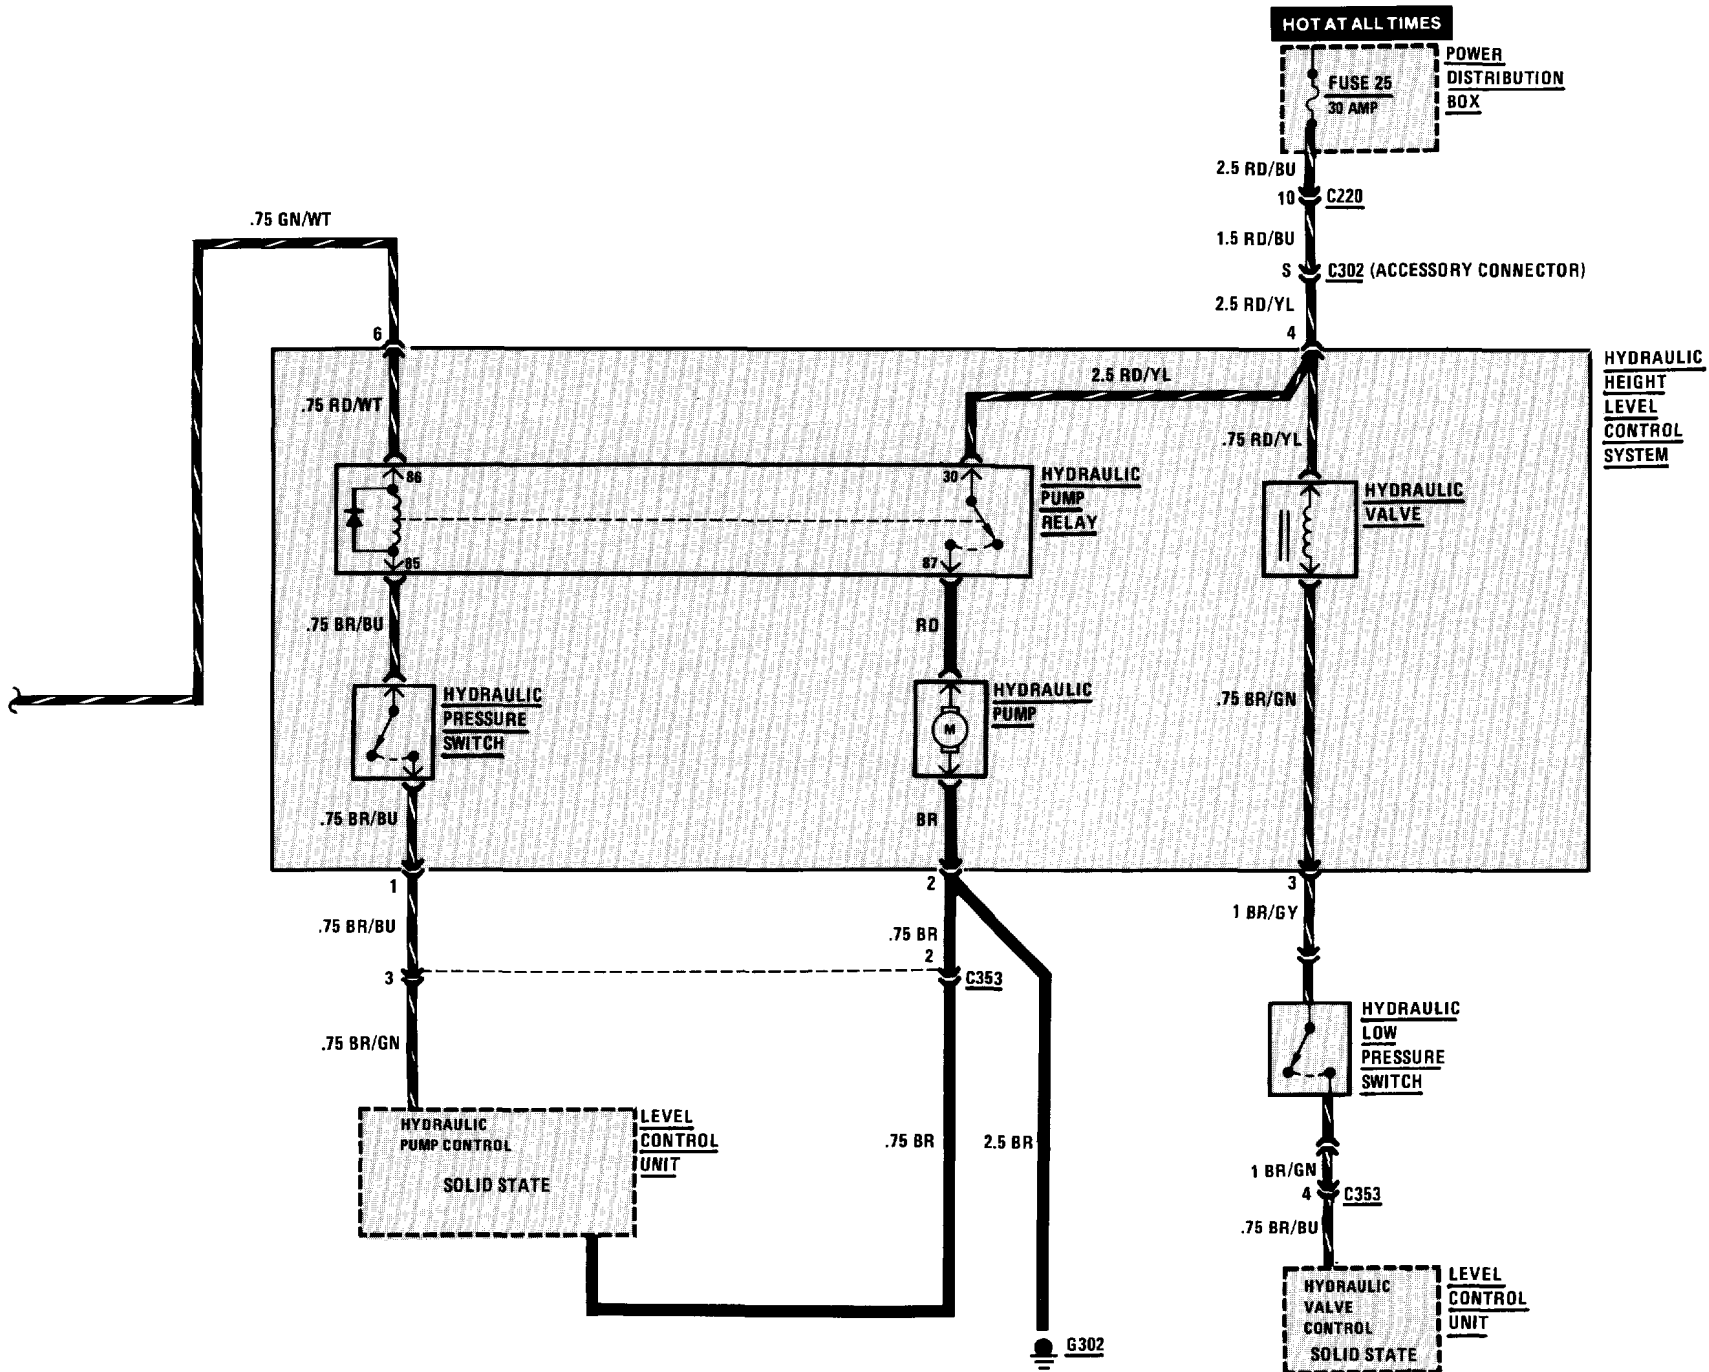 HOT AT ALL TIMES
POWER
DISTRIBUTION
BOX
FUSE 25
30 AMP
2.5 RD/BU
10 C220
1.5 RD/BU
S C302 (ACCESSORY CONNECTOR)
2.5 RD/YL
4
.75 GN/WT
6
HYDRAULIC
HEIGHT
LEVEL
CONTROL
SYSTEM
2.5 RD/YL
.75 RD/WT
.75 RD/YL
86
30
HYDRAULIC
PUMP
RELAY
HYDRAULIC
VALVE
85
87
.75 BR/BU
RD
HYDRAULIC
PRESSURE
SWITCH
HYDRAULIC
PUMP
M
.75 BR/GN
.75 BR/BU
BR
1
2
3
.75 BR/BU
.75 BR
1 BR/GY
3
2
C353
.75 BR/GN
HYDRAULIC
LOW
PRESSURE
SWITCH
HYDRAULIC
PUMP CONTROL
SOLID STATE
LEVEL
CONTROL
UNIT
.75 BR
2.5 BR
1 BR/GN
4 C353
.75 BR/BU
HYDRAULIC
VALVE
CONTROL
SOLID STATE
LEVEL
CONTROL
UNIT
G302